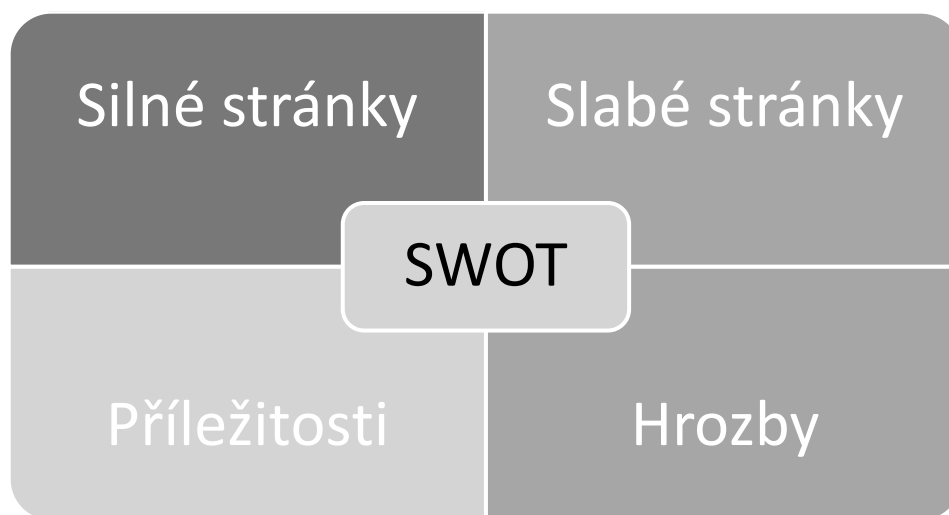 Silné stránky
Slabé stránky
SWOT
Příležitosti
Hrozby